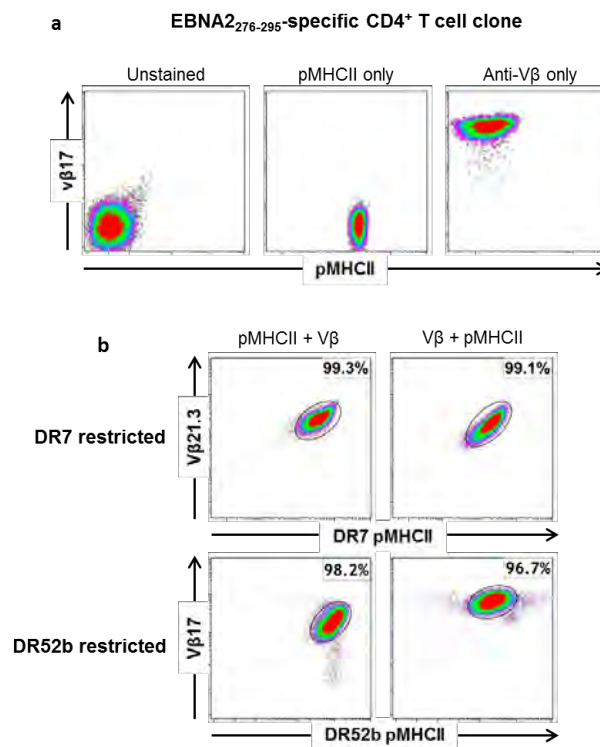 a
EBNA2276-295-specific CD4+ T cell clone
Unstained
pMHCII only
Anti-Vβ only
vβ17
pMHCII
b
pMHCII + Vβ
Vβ + pMHCII
DR7 restricted
Vβ21.3
99.3%
99.1%
DR7 pMHCII
DR52b restricted
Vβ17
98.2%
96.7%
DR52b pMHCII